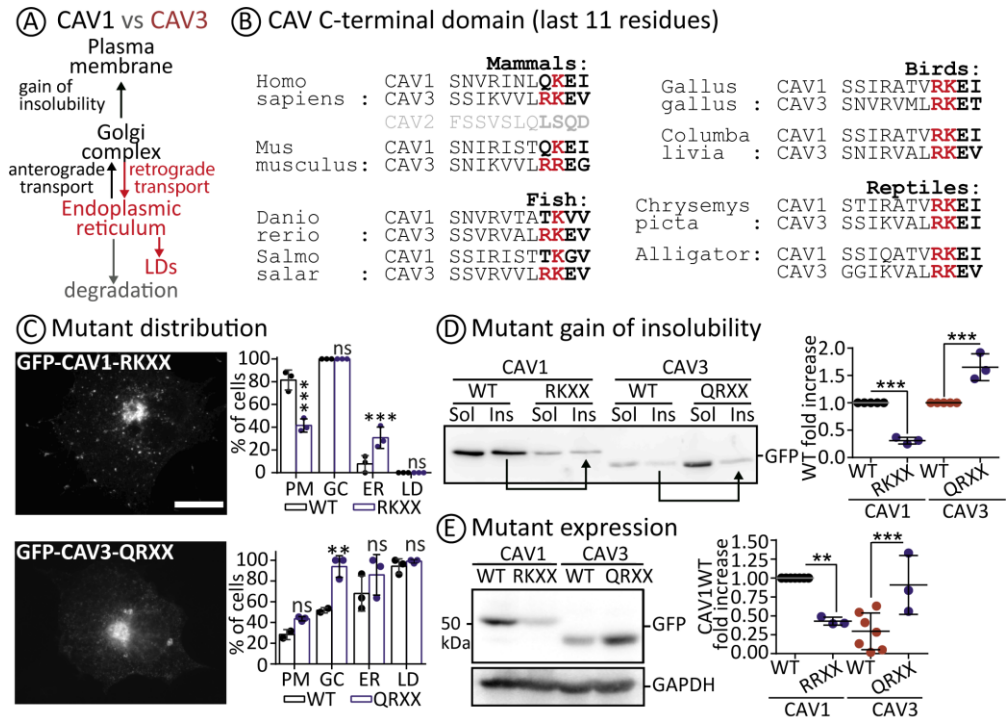 A CAV1 vs CAV3
Plasma
membrane
gain of
insolubility
Golgi
complex
anterograde
transport
retrograde
transport
Endoplasmic
reticulum
LDs
degradation
B CAV C-terminal domain (last 11 residues)
Mammals:
Homo CAV1 SNVRINLQKEI
sapiens : CAV3 SSIKVVLRKEV
CAV2 FSSVSLQLSQD
Mus CAV1 SNIRISTQKEI
musculus: CAV3 SNIKVVLRREG
Fish:
Danio CAV1 SNVRVTATKVV
rerio : CAV3 SSVRVALRKEV
Salmo CAV1 SNIRISTTKGV
salar : CAV3 SSIRVILRKEV
Birds:
Gallus CAV1 SSIRATVRKEI
gallus : CAV3 SNVRVMLRKET
Columba CAV1 SSIRATVRKEI
livia : CAV3 SNIRVALRKEV
Reptiles:
Chrysemys CAV1 STIRATVRKEI
picta : CAV3 SSIKVALRKEV
Alligator: CAV1 SSIQATVRKEI
CAV3 GGIKVALRKEV
C Mutant distribution
GFP-CAV1-RKXX
% of cells
100
80
60
40
20
0
****
ns
***
ns
PM GC ER LD
WT RKXX
GFP-CAV3-QRXX
% of cells
100
80
60
40
20
0
ns
**
ns
ns
PM GC ER LD
WT QRXX
D Mutant gain of insolubility
CAV1 CAV3
WT RKXX WT QRXX
Sol Ins Sol Ins Sol Ins Sol Ins
GFP
WT fold increase
2.0
1.5
1.0
0.5
0.0
***
***
WT RKXX WT QRXX
CAV1 CAV3
E Mutant expression
CAV1 CAV3
WT RKXX WT QRXX
50
kDa
GFP
GAPDH
CAV1WT
fold increase
1.50
1.25
1.00
0.75
0.50
0.25
0.00
**
***
WT RRXX WT QRXX
CAV1 CAV3